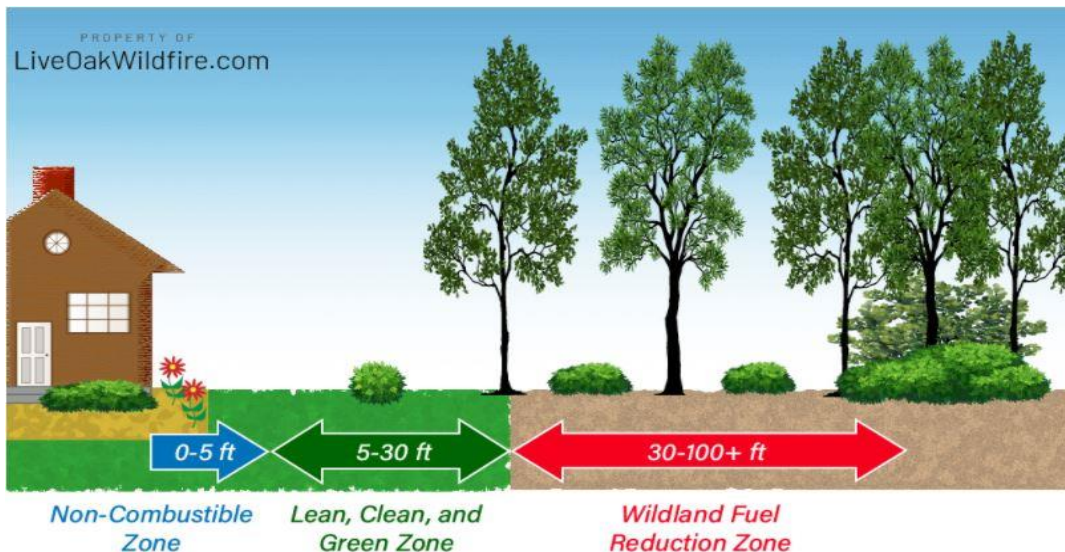 PROPERTY OF
LiveOakWildfire.com
0-5 ft
5-30 ft
30-100+ ft
Non-Combustible
Zone
Lean, Clean, and
Green Zone
Wildland Fuel
Reduction Zone